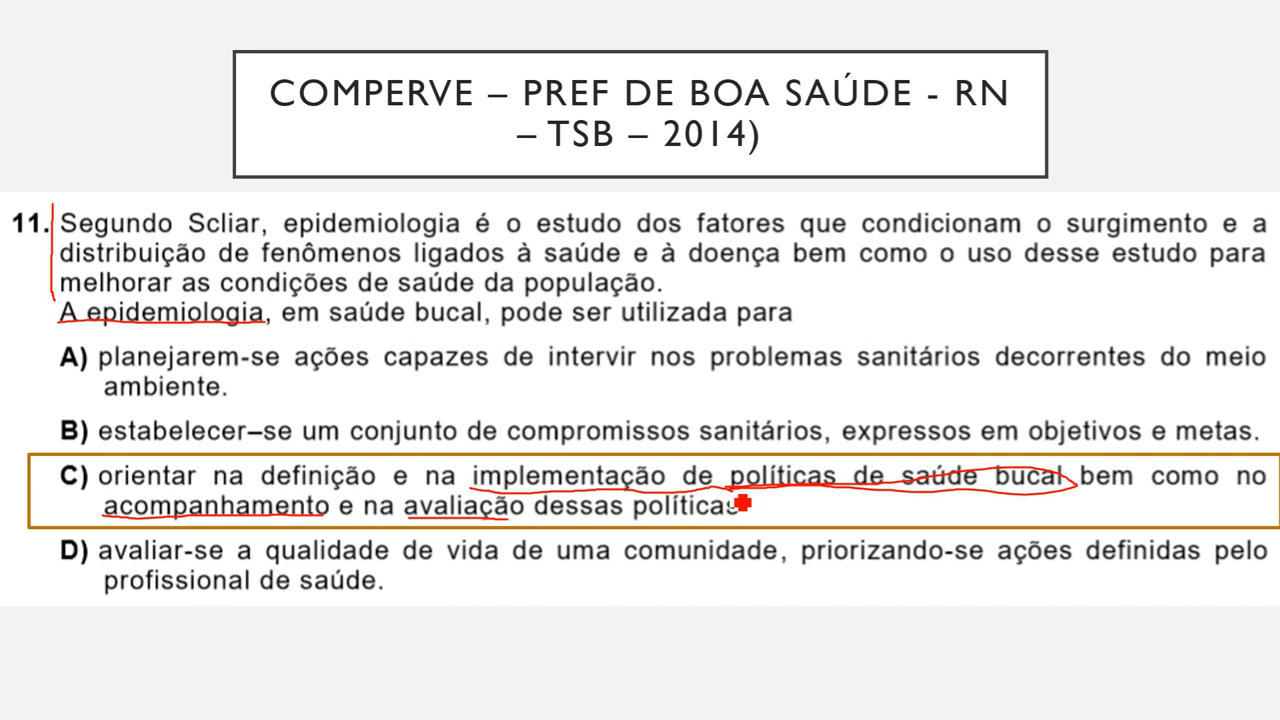 COMPERVE – PREF DE BOA SAÚDE - RN
– TSB – 2014)
11. Segundo Scliar, epidemiologia é o estudo dos fatores que condicionam o surgimento e a
distribuição de fenômenos ligados à saúde e à doença bem como o uso desse estudo para
melhorar as condições de saúde da população.
A epidemiologia, em saúde bucal, pode ser utilizada para
A) planejarem-se ações capazes de intervir nos problemas sanitários decorrentes do meio
ambiente.
B) estabelecer–se um conjunto de compromissos sanitários, expressos em objetivos e metas.
C) orientar na definição e na implementação de políticas de saúde bucal bem como no
acompanhamento e na avaliação dessas políticas
D) avaliar-se a qualidade de vida de uma comunidade, priorizando-se ações definidas pelo
profissional de saúde.